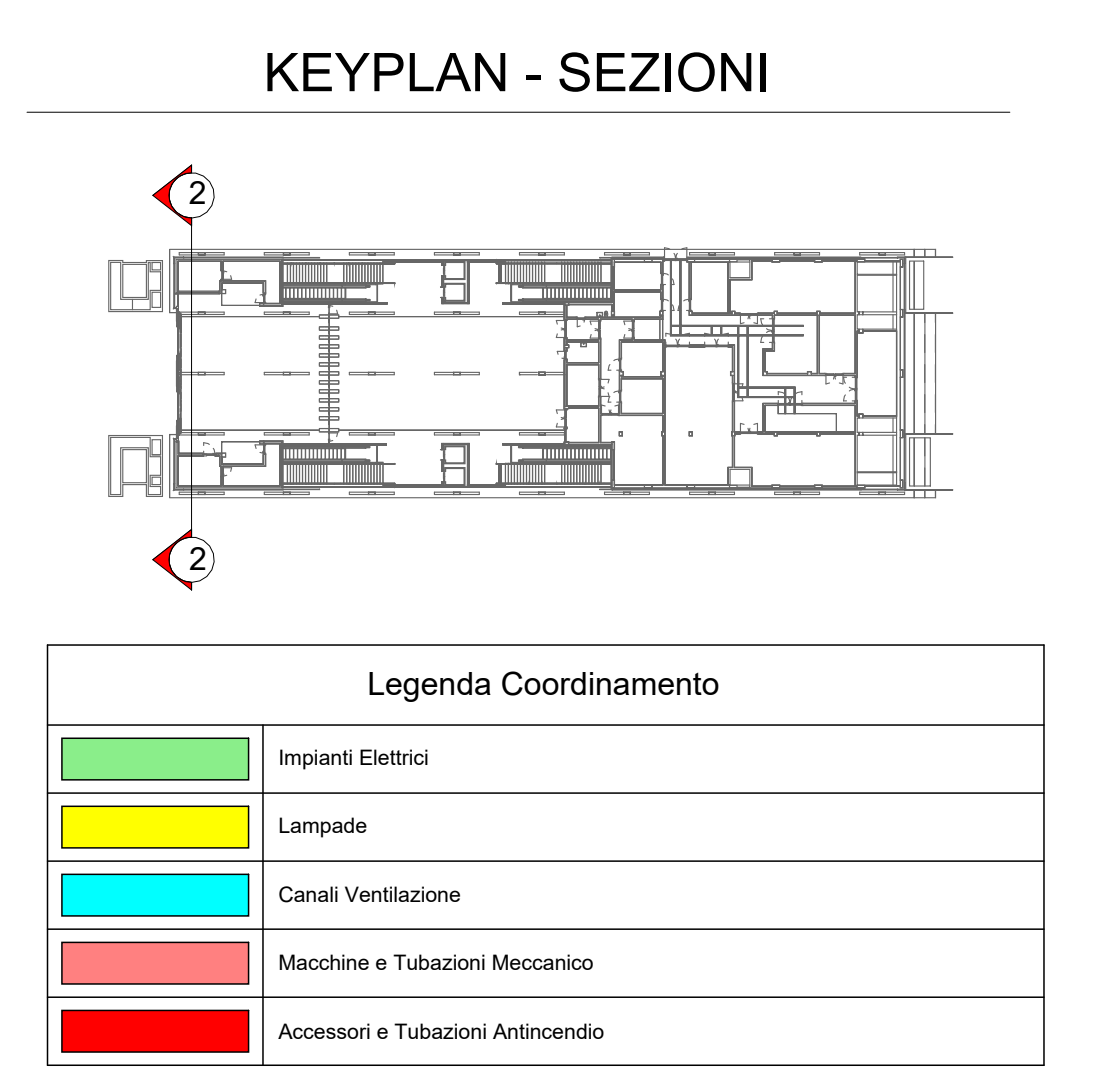 KEYPLAN - SEZIONI
2
2
Legenda Coordinamento
Impianti Elettrici
Lampade
Canali Ventilazione
Macchine e Tubazioni Meccanico
Accessori e Tubazioni Antincendio